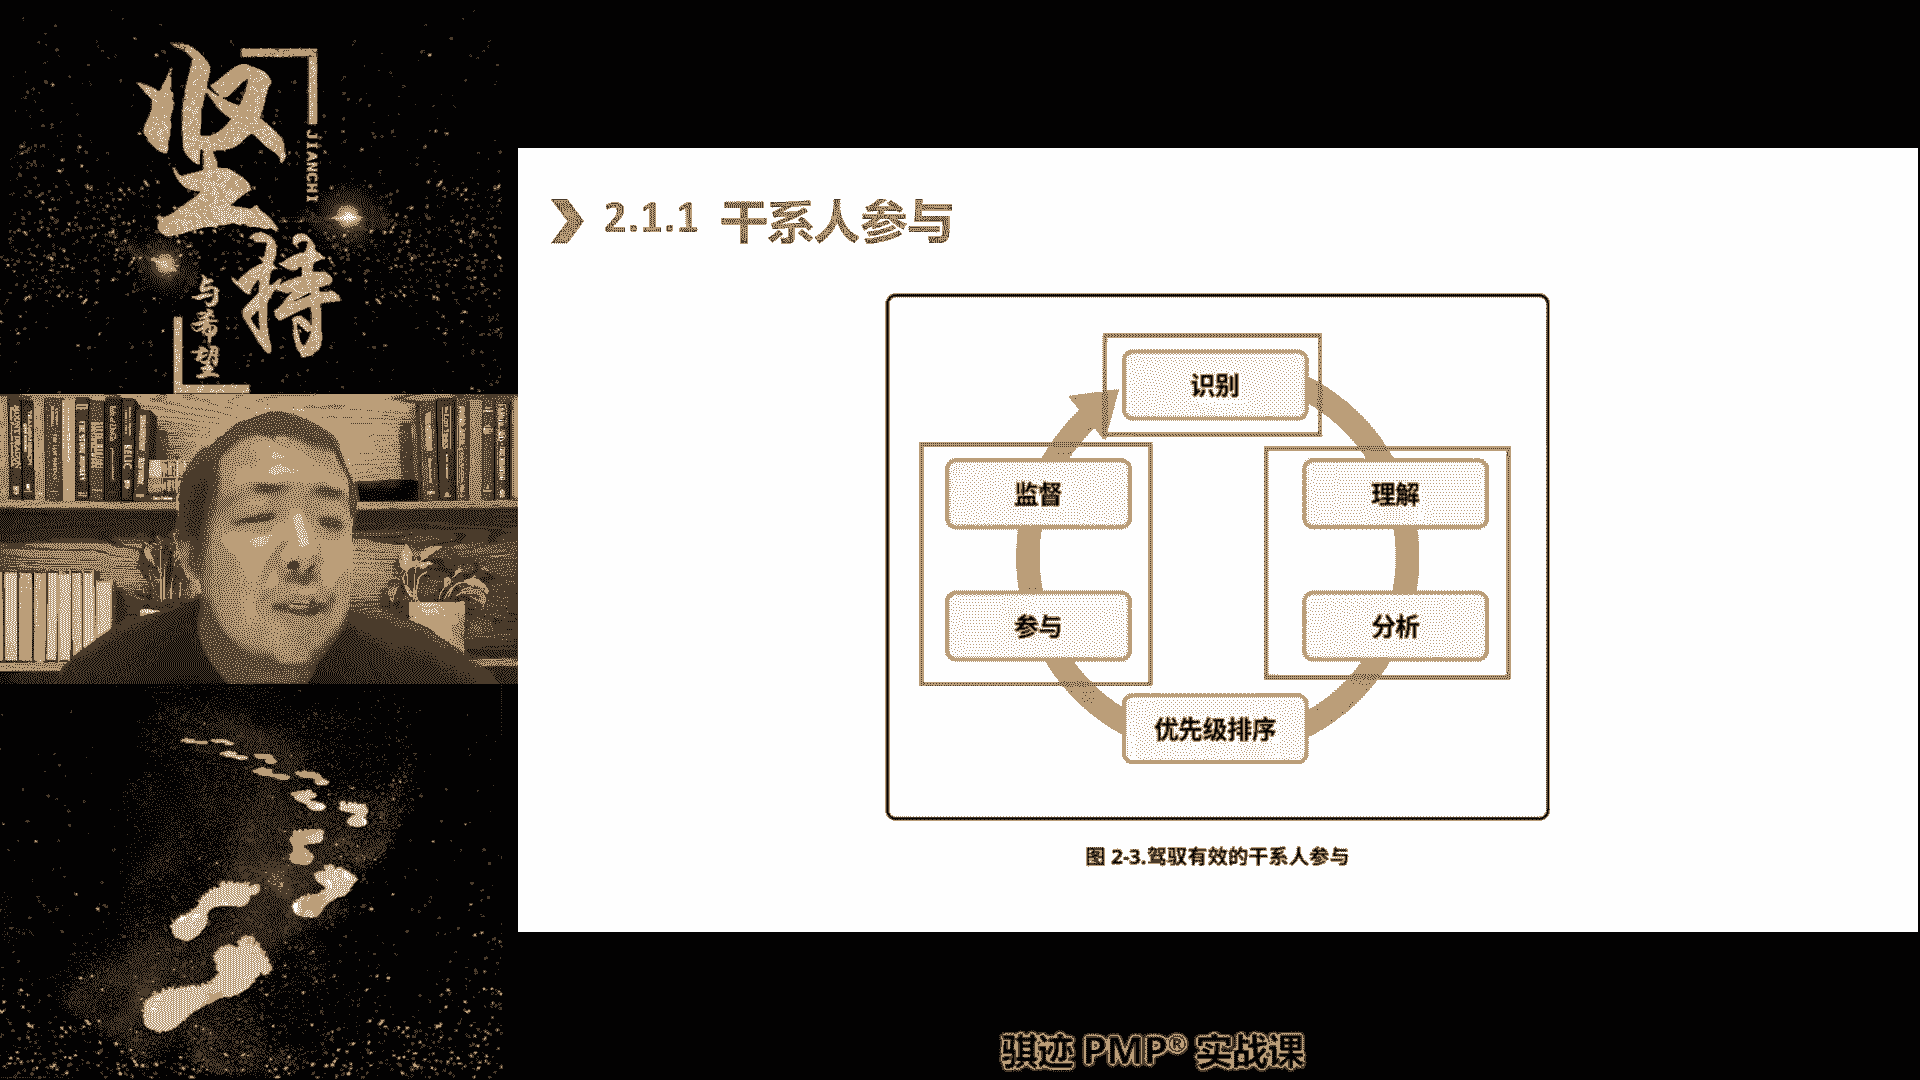 坚持
JIANCHI
与希望
2.1.1 干系人参与
识别
监督
理解
参与
分析
优先级排序
图 2-3.驾驭有效的干系人参与
骐迹 PMP® 实战课